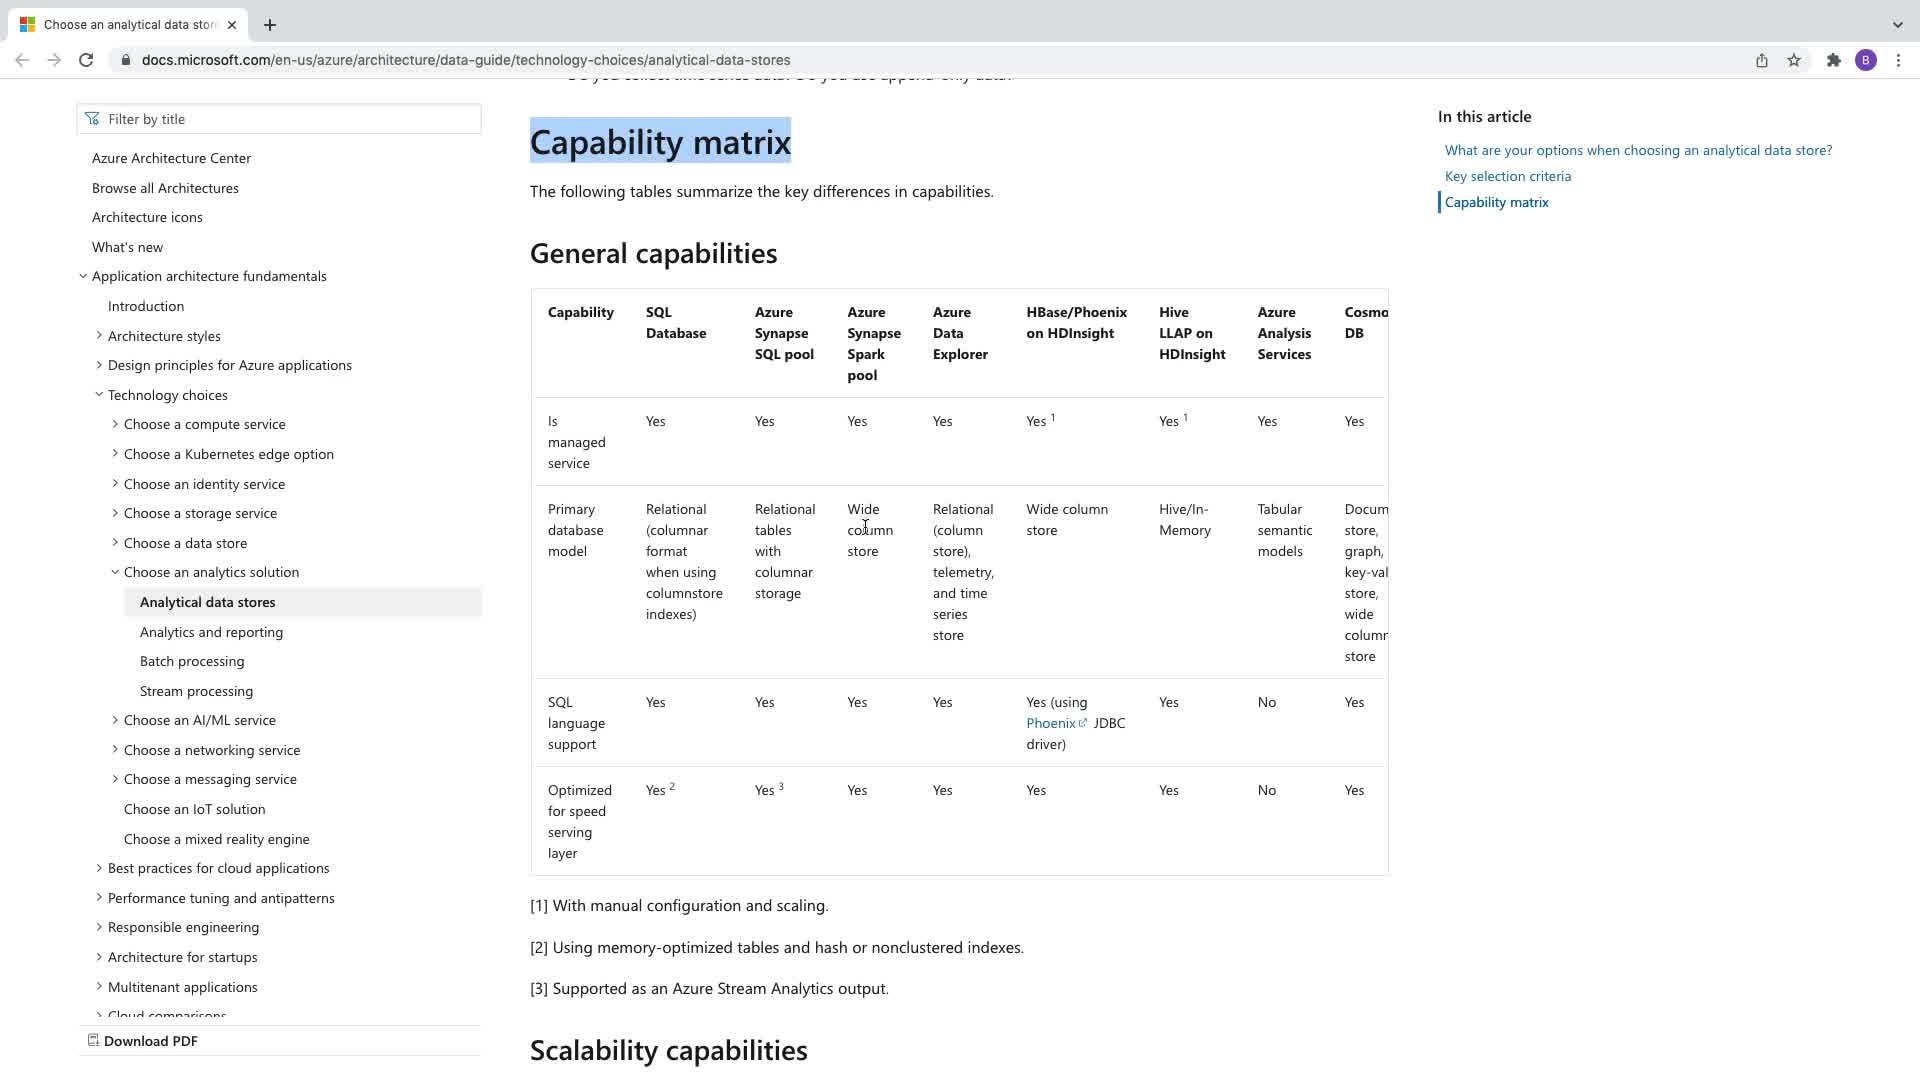 Choose an analytical data stor
docs.microsoft.com/en-us/azure/architecture/data-guide/technology-choices/analytical-data-stores
B
Filter by title
Azure Architecture Center
Browse all Architectures
Architecture icons
What's new
Application architecture fundamentals
Introduction
Architecture styles
Design principles for Azure applications
Technology choices
Choose a compute service
Choose a Kubernetes edge option
Choose an identity service
Choose a storage service
Choose a data store
Choose an analytics solution
Analytical data stores
Analytics and reporting
Batch processing
Stream processing
Choose an AI/ML service
Choose a networking service
Choose a messaging service
Choose an IoT solution
Choose a mixed reality engine
Best practices for cloud applications
Performance tuning and antipatterns
Responsible engineering
Architecture for startups
Multitenant applications
Cloud comparisons
Download PDF
Capability matrix
The following tables summarize the key differences in capabilities.
General capabilities
Capability
SQL
Database
Azure
Synapse
SQL pool
Azure
Synapse
Spark
pool
Azure
Data
Explorer
HBase/Phoenix
on HDInsight
Hive
LLAP on
HDInsight
Azure
Analysis
Services
Cosmo
DB
Is
managed
service
Yes
Yes
Yes
Yes
Yes 1
Yes 1
Yes
Yes
Primary
database
model
Relational
(columnar
format
when using
columnstore
indexes)
Relational
tables
with
columnar
storage
Wide
column
store
Relational
(column
store),
telemetry,
and time
series
store
Wide column
store
Hive/In-
Memory
Tabular
semantic
models
Docum
store,
graph,
key-val
store,
wide
column
store
SQL
language
support
Yes
Yes
Yes
Yes
Yes (using
Phoenix JDBC
driver)
Yes
No
Yes
Optimized
for speed
serving
layer
Yes 2
Yes 3
Yes
Yes
Yes
Yes
No
Yes
[1] With manual configuration and scaling.
[2] Using memory-optimized tables and hash or nonclustered indexes.
[3] Supported as an Azure Stream Analytics output.
Scalability capabilities
In this article
What are your options when choosing an analytical data store?
Key selection criteria
Capability matrix